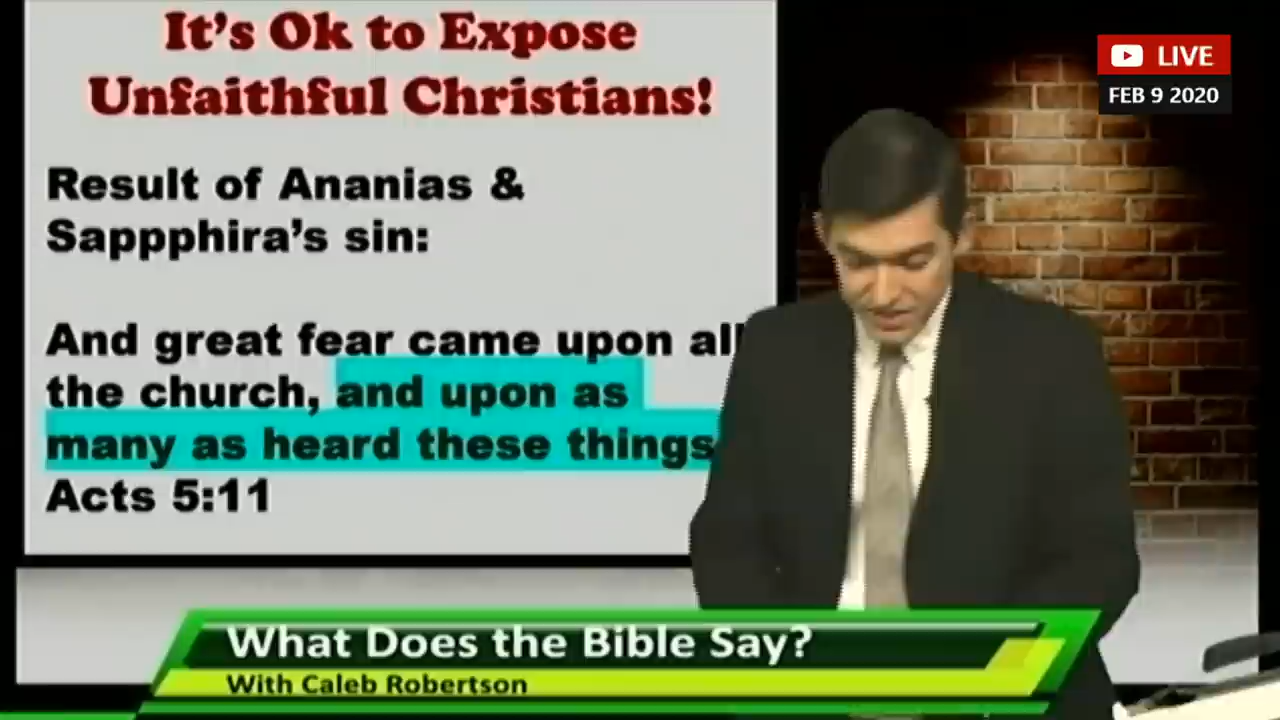 It's Ok to Expose
Unfaithful Christians!
Result of Ananias &
Sappphira's sin:
And great fear came upon all
the church, and upon as
many as heard these things
Acts 5:11
LIVE
FEB 9 2020
What Does the Bible Say?
With Caleb Robertson